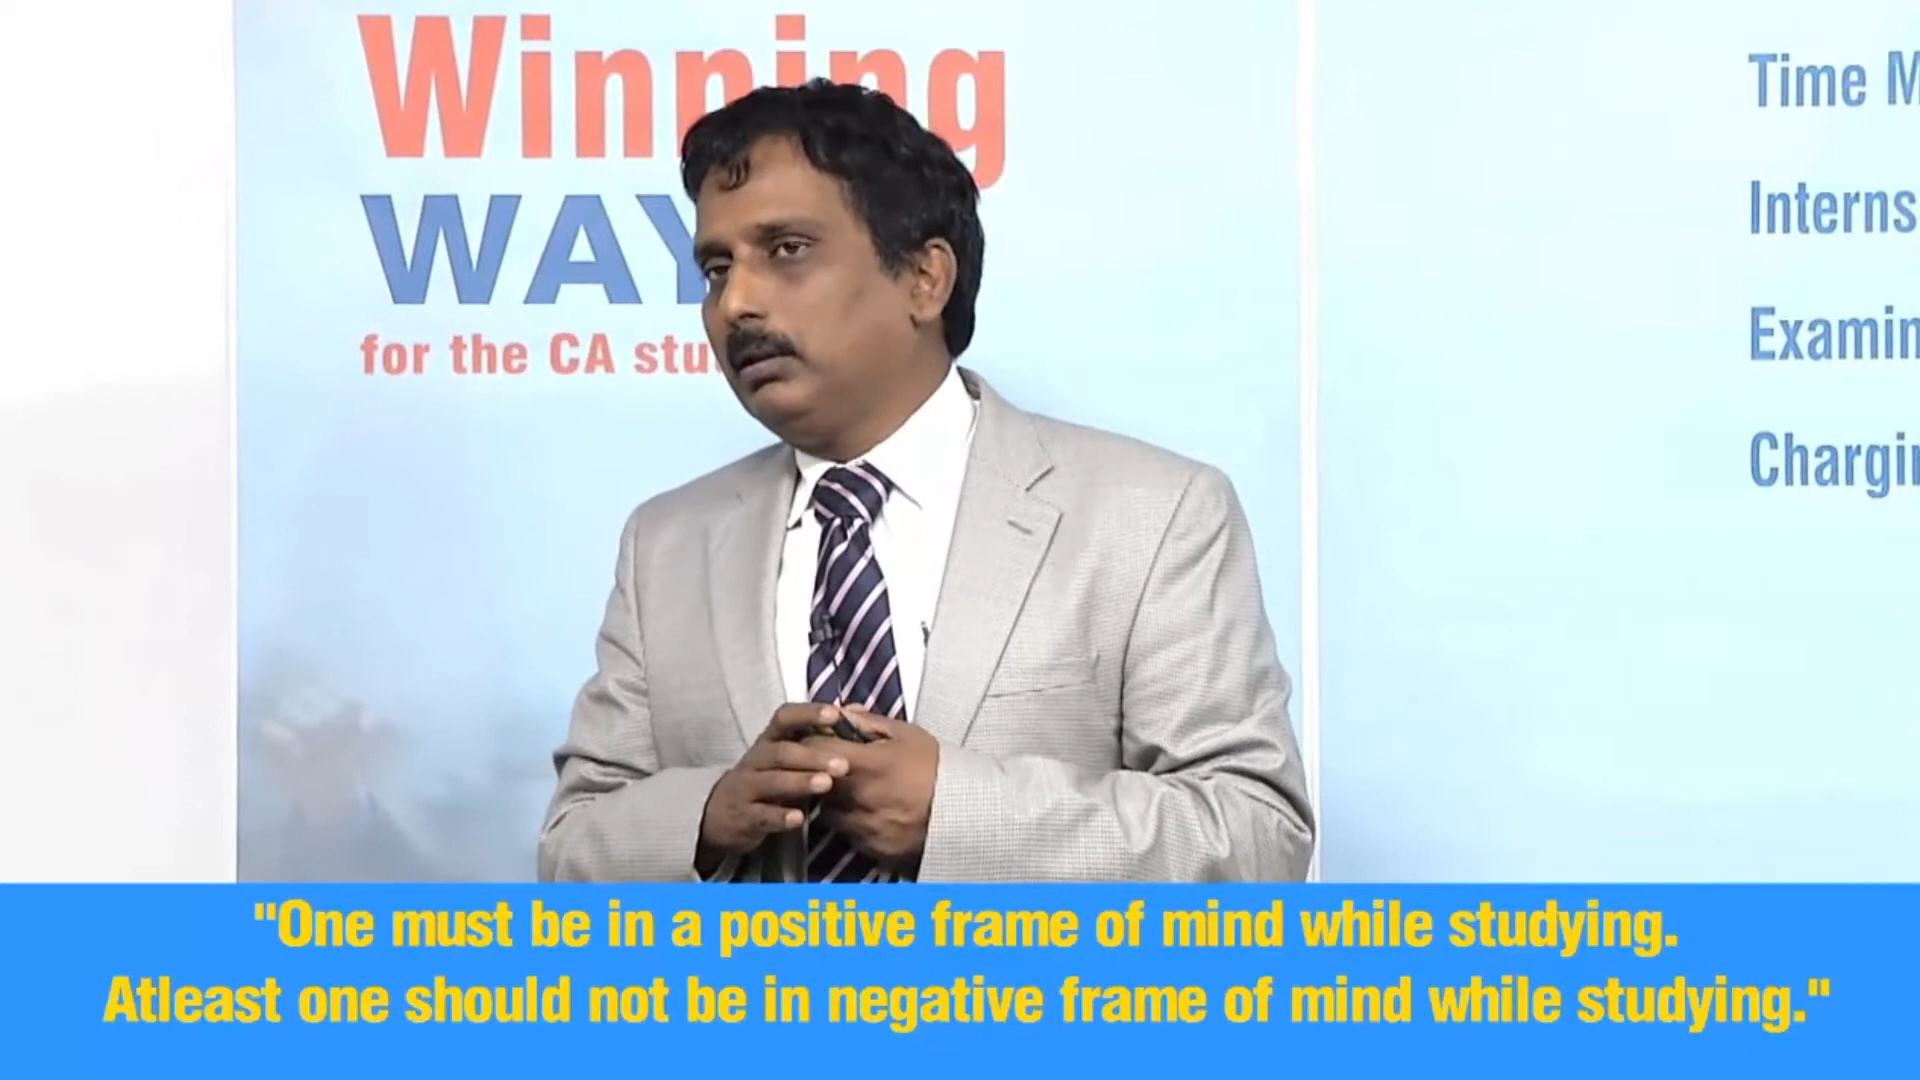 Winning
WAY
for the CA stu
Time M
Interns
Examin
Chargin
"One must be in a positive frame of mind while studying.
Atleast one should not be in negative frame of mind while studying."